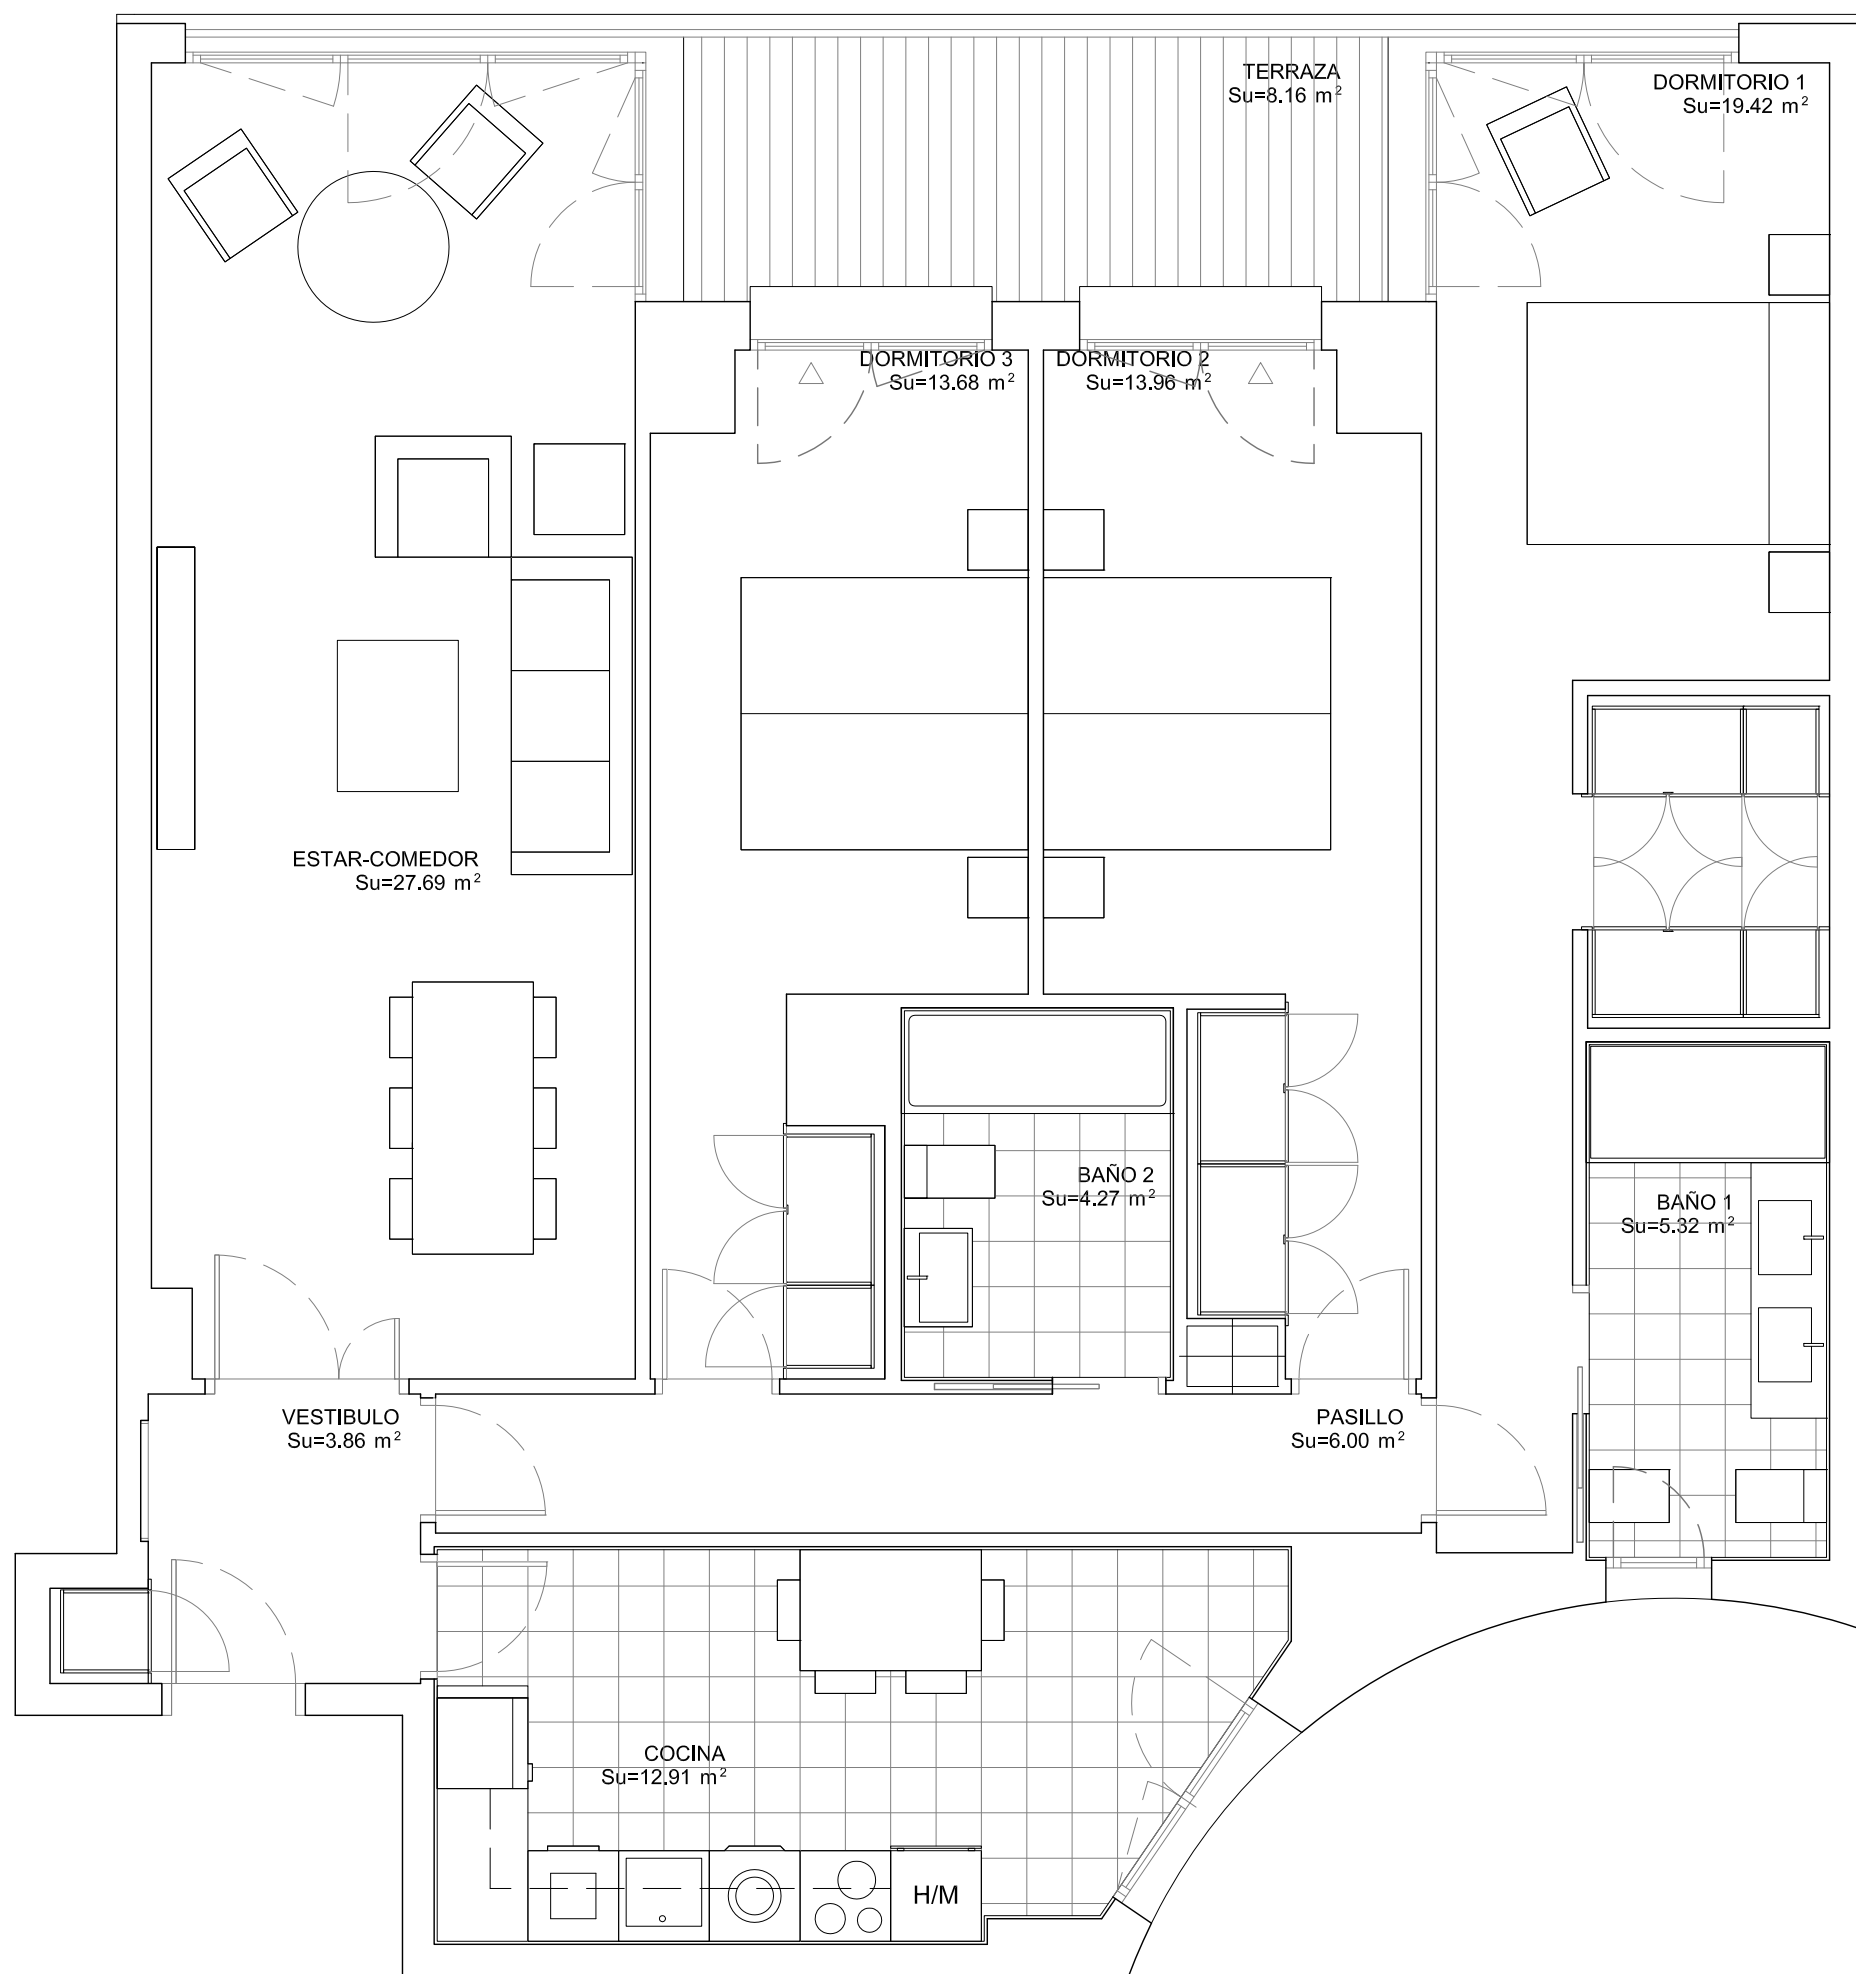 TERRAZA
Su=8.16 m²
DORMITORIO 1
Su=19.42 m²
DORMITORIO 3
Su=13.68 m²
DORMITORIO 2
Su=13.96 m²
ESTAR-COMEDOR
Su=27.69 m²
BAÑO 2
Su=4.27 m²
BAÑO 1
Su=5.32 m²
VESTIBULO
Su=3.86 m²
PASILLO
Su=6.00 m²
COCINA
Su=12.91 m²
H/M